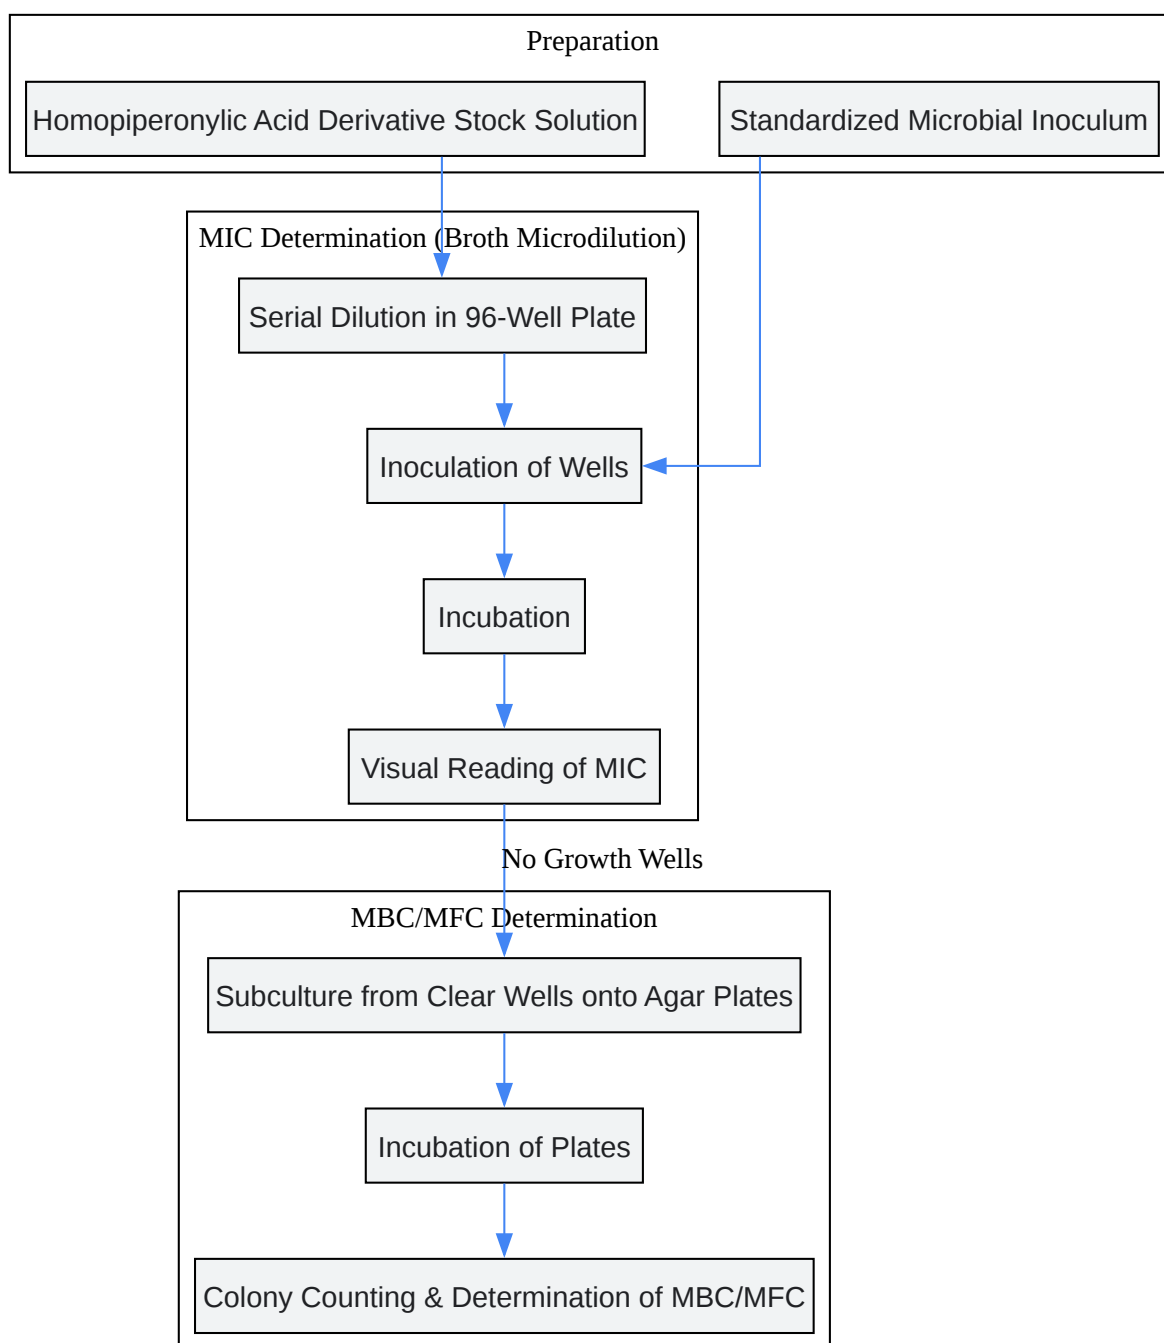 Preparation
Homopiperonylic Acid Derivative Stock Solution
Standardized Microbial Inoculum
MIC Determination (Broth Microdilution)
Serial Dilution in 96-Well Plate
Inoculation of Wells
Incubation
Visual Reading of MIC
No Growth Wells
MBC/MFC Determination
Subculture from Clear Wells onto Agar Plates
Incubation of Plates
Colony Counting & Determination of MBC/MFC